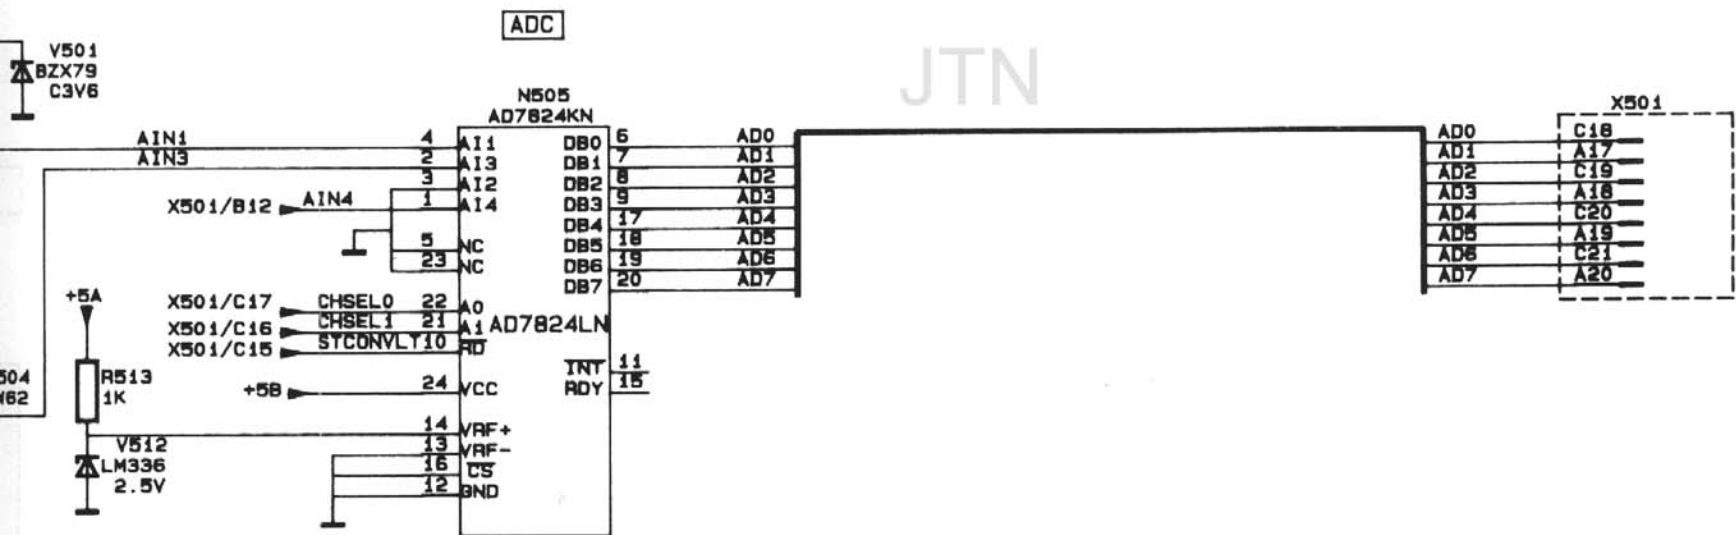 ADC
JTN
V501
BZX79
C3V6
N505
AD7824KN
X501
AIN1 4 AI1 DB0 6 AD0
AIN3 2 AI3 DB1 7 AD1
3 AI2 DB2 8 AD2
X501/B12 AIN4 1 AI4 DB3 9 AD3
DB4 17 AD4
5 NC DB5 18 AD5
23 NC DB6 19 AD6
DB7 20 AD7
AD0 C18
AD1 A17
AD2 C19
AD3 A18
AD4 C20
AD5 A19
AD6 C21
AD7 A20
+5A
X501/C17 CHSEL0 22 A0
X501/C16 CHSEL1 21 A1
AD7824LN
X501/C15 STCONVLT 10 RD
INT 11
+5B 24 VCC RDY 15
504
R513
1K
14 VRF+
13 VRF-
16 CS
12 GND
V512
LM336
2.5V